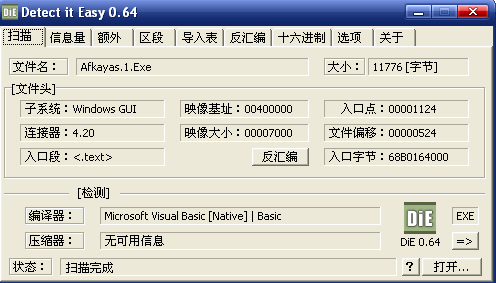 Detect it Easy 0.64
扫描 信息量 额外 区段 导入表 反汇编 十六进制 选项 关于
文件名： Afkayas.1.Exe 大小： 11776 [字节]
[文件头]
子系统：Windows GUI 映像基址：00400000 入口点：00001124
连接器：4.20 映像大小：00007000 文件偏移：00000524
入口段：<.text> 反汇编 入口字节：68B0164000
[检测]
编译器： Microsoft Visual Basic [Native] | Basic DiE EXE
压缩器： 无可用信息 DiE 0.64 =>
状态： 扫描完成 ? 打开...